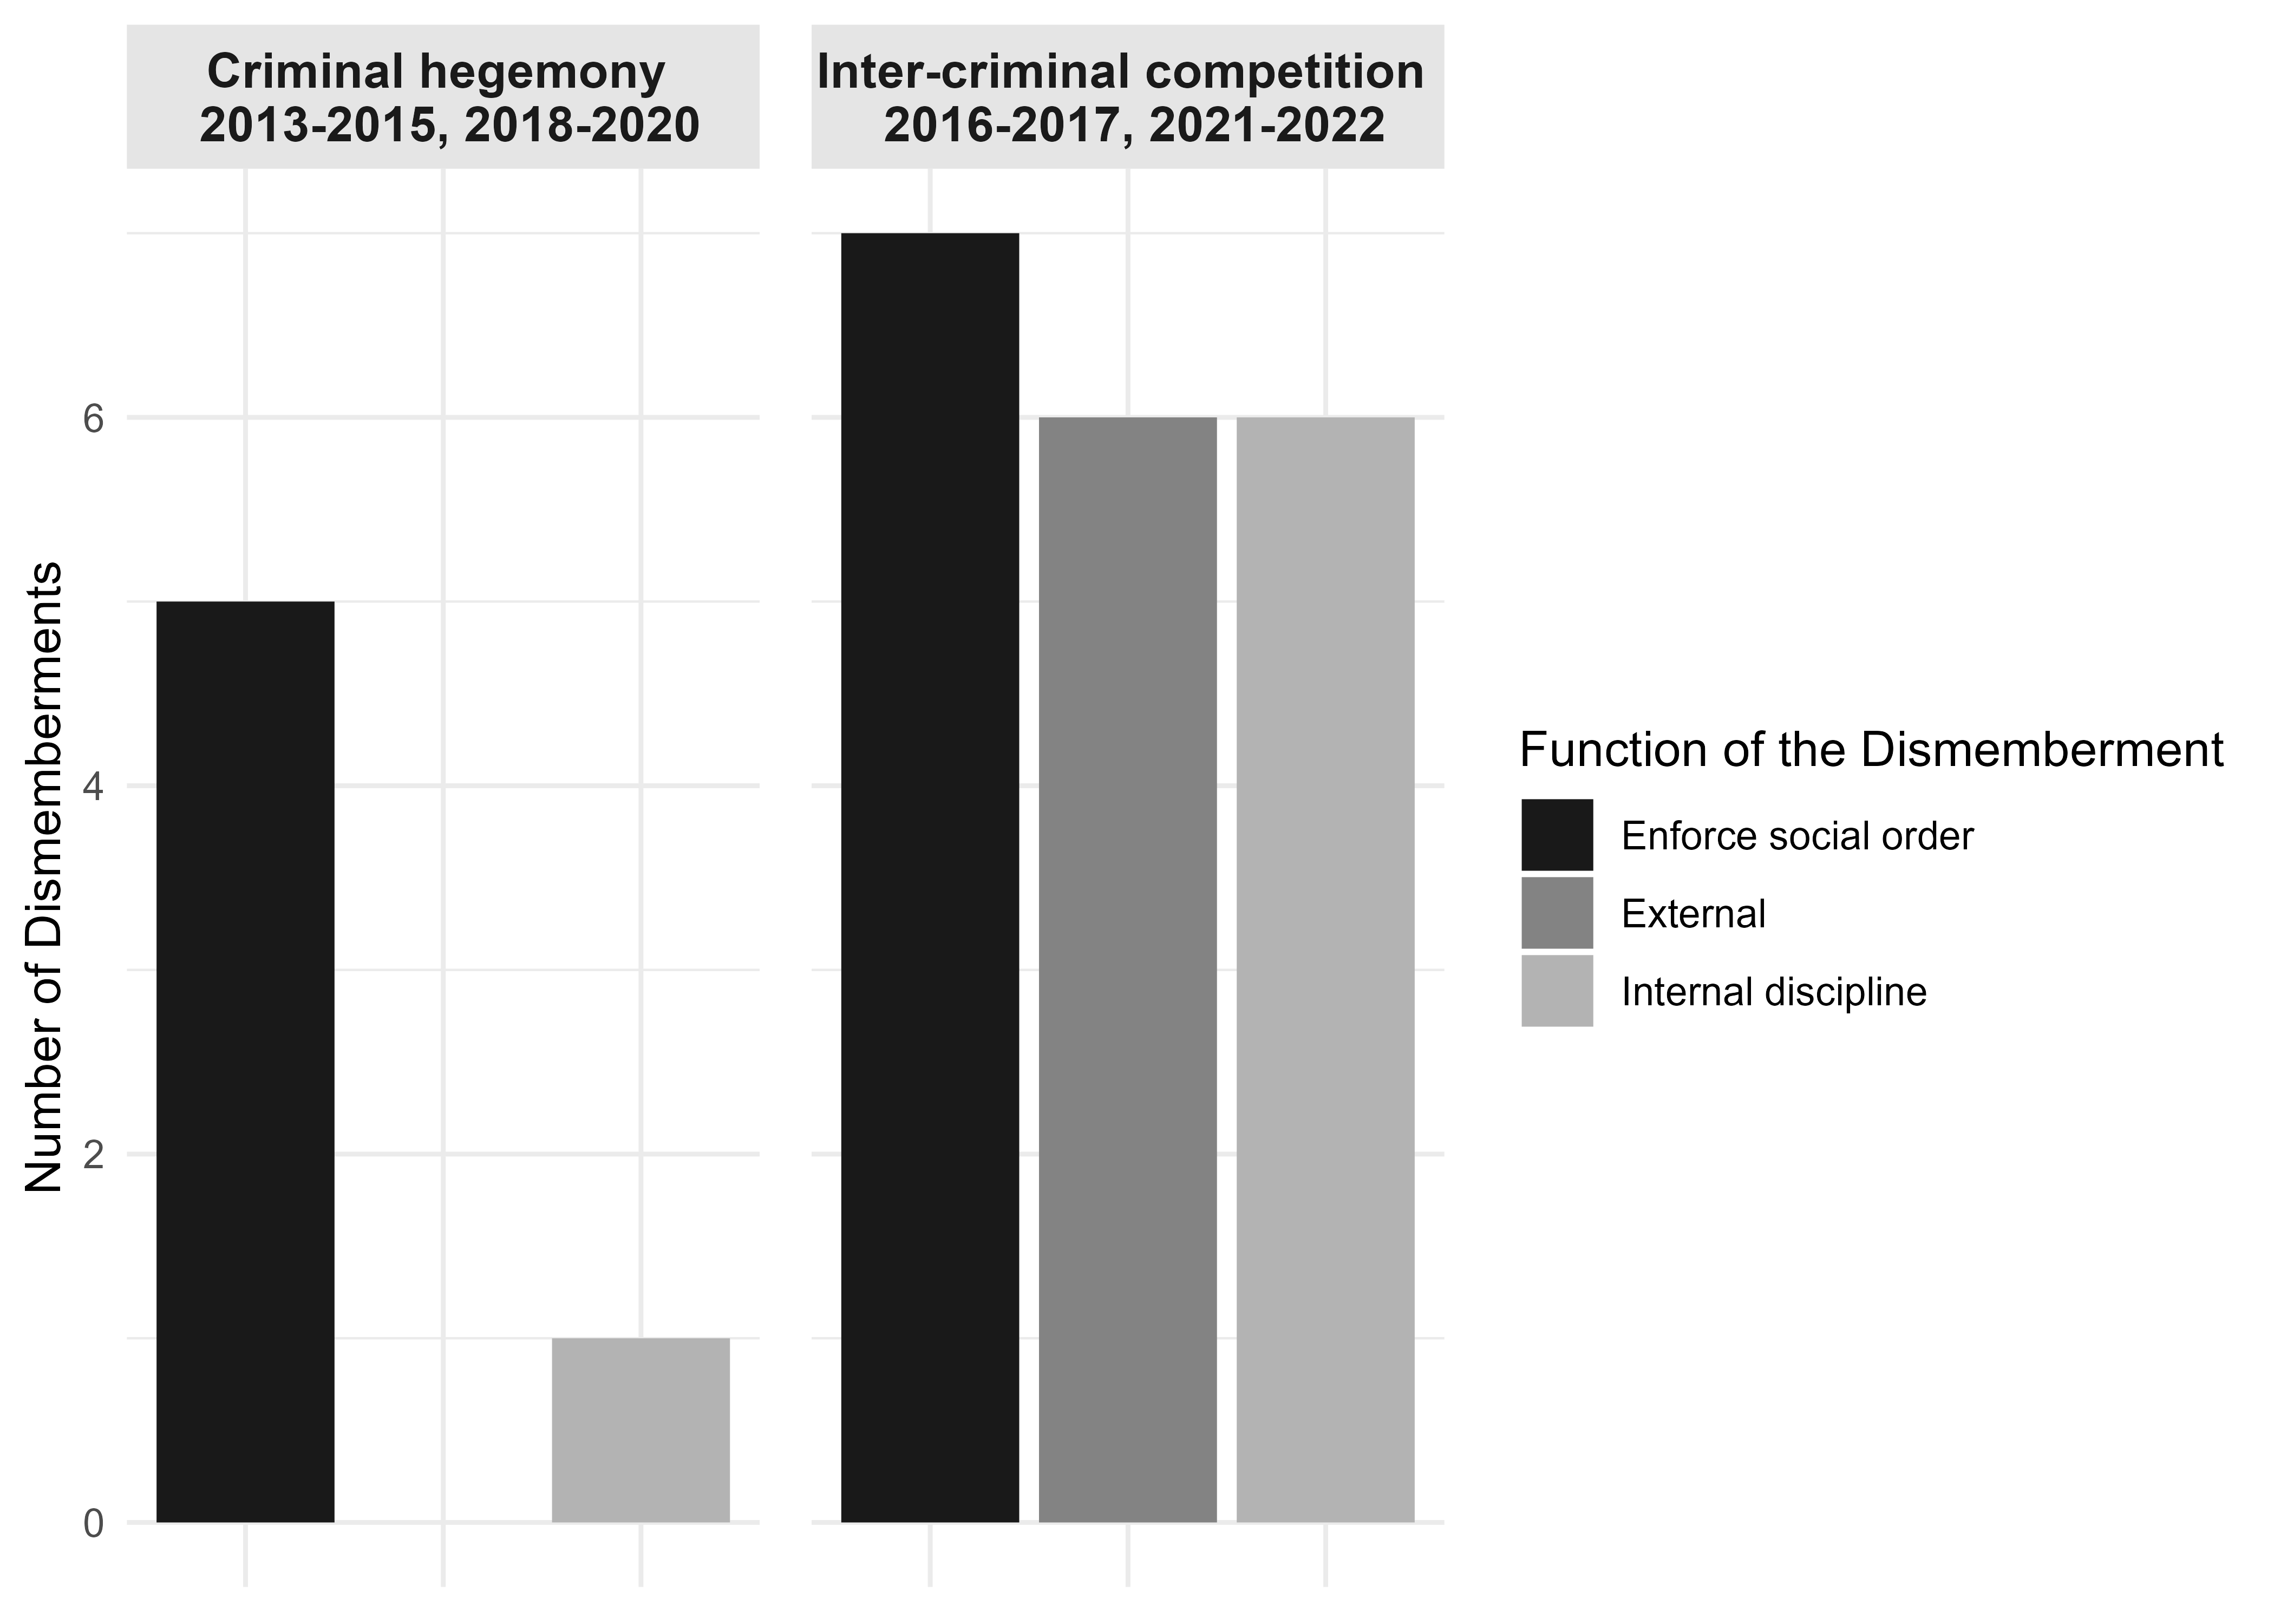 Criminal hegemony
2013-2015, 2018-2020
Inter-criminal competition
2016-2017, 2021-2022
Number of Dismemberments
6
4
2
0
Function of the Dismemberment
Enforce social order
External
Internal discipline